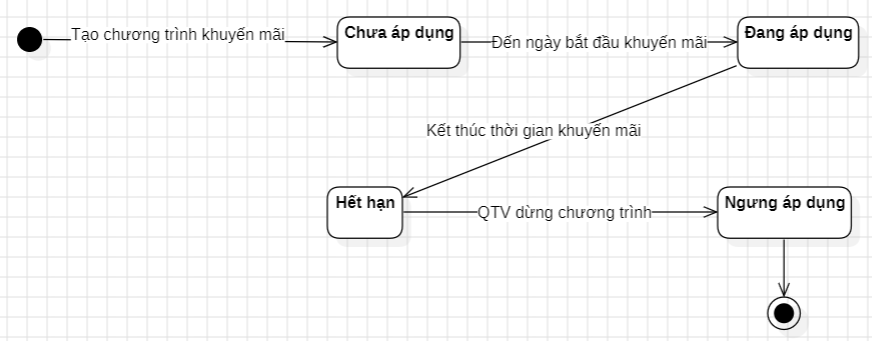 Tạo chương trình khuyến mãi
Chưa áp dụng
Đến ngày bắt đầu khuyến mãi
Đang áp dụng
Kết thúc thời gian khuyến mãi
Hết hạn
QTV dừng chương trình
Ngưng áp dụng